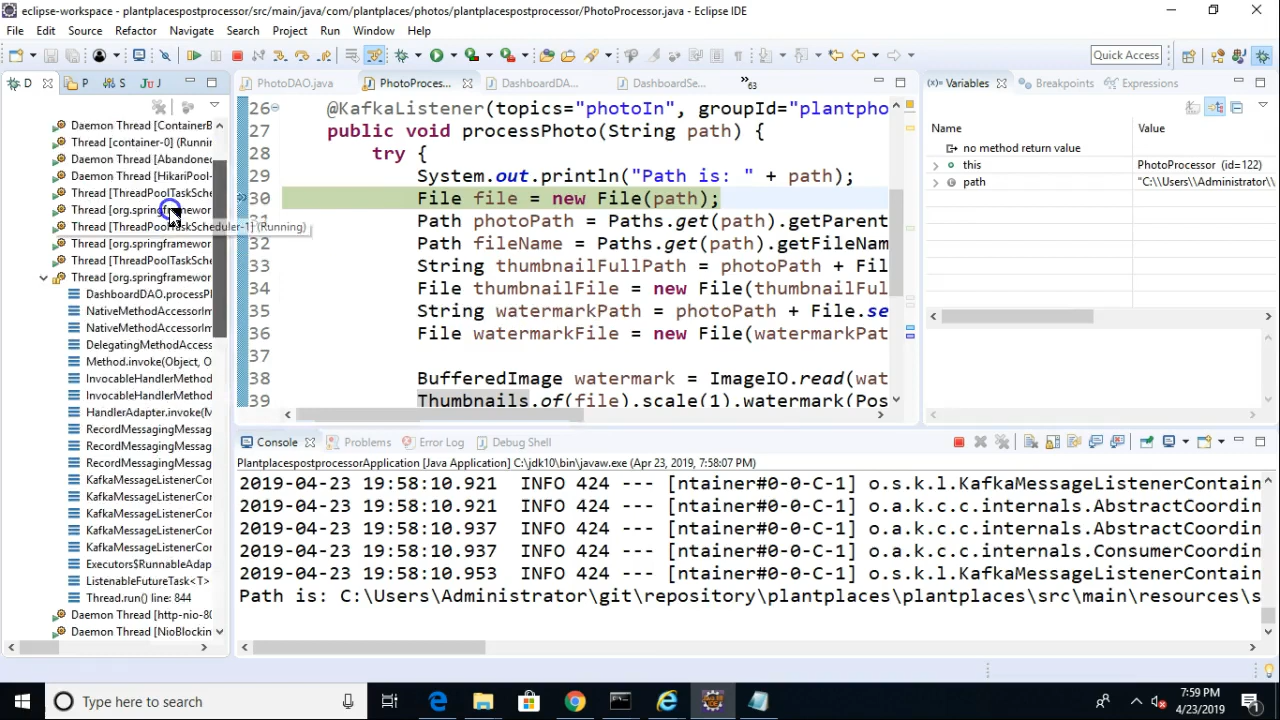 eclipse-workspace - plantplacespostprocessor/src/main/java/com/plantplaces/photos/plantplacespostprocessor/PhotoProcessor.java - Eclipse IDE
File Edit Source Refactor Navigate Search Project Run Window Help
Quick Access
D P S Ju J
PhotoDAO.java PhotoProces... DashboardDA... DashboardSe... »63
Variables Breakpoints Expressions
Daemon Thread [ContainerB
Thread [container-0] (Runnin
Daemon Thread [Abandoned
Daemon Thread [HikariPool-
Thread [ThreadPoolTaskSche
Thread [org.springframewor
Thread [ThreadPoolTaskScheduler-1] (Running)
Thread [org.springframewor
Thread [ThreadPoolTaskSche
Thread [org.springframewor
DashboardDAO.processPl
NativeMethodAccessorIm
NativeMethodAccessorIm
DelegatingMethodAccess
Method.invoke(Object, O
InvocableHandlerMethod
InvocableHandlerMethod
HandlerAdapter.invoke(M
RecordMessagingMessag
RecordMessagingMessag
RecordMessagingMessag
KafkaMessageListenerCor
KafkaMessageListenerCor
KafkaMessageListenerCor
KafkaMessageListenerCor
KafkaMessageListenerCor
Executors$RunnableAdap
ListenableFutureTask<T>
Thread.run() line: 844
Daemon Thread [http-nio-80
Daemon Thread [NioBlockin
26 @KafkaListener(topics="photoIn", groupId="plantpho
27 public void processPhoto(String path) {
28 try {
29 System.out.println("Path is: " + path);
30 File file = new File(path);
31 Path photoPath = Paths.get(path).getParent
32 Path fileName = Paths.get(path).getFileNam
33 String thumbnailFullPath = photoPath + Fil
34 File thumbnailFile = new File(thumbnailFul
35 String watermarkPath = photoPath + File.se
36 File watermarkFile = new File(watermarkPat
37
38 BufferedImage watermark = ImageIO.read(wat
39 Thumbnails.of(file).scale(1).watermark(Pos
Name Value
no method return value
this PhotoProcessor (id=122)
path "C:\\Users\\Administrator\\
Console Problems Error Log Debug Shell
PlantplacespostprocessorApplication [Java Application] C:\jdk10\bin\javaw.exe (Apr 23, 2019, 7:58:07 PM)
2019-04-23 19:58:10.921 INFO 424 --- [ntainer#0-0-C-1] o.s.k.l.KafkaMessageListenerContain
2019-04-23 19:58:10.921 INFO 424 --- [ntainer#0-0-C-1] o.a.k.c.c.internals.AbstractCoordin
2019-04-23 19:58:10.937 INFO 424 --- [ntainer#0-0-C-1] o.a.k.c.c.internals.AbstractCoordin
2019-04-23 19:58:10.937 INFO 424 --- [ntainer#0-0-C-1] o.a.k.c.c.internals.ConsumerCoordin
2019-04-23 19:58:10.953 INFO 424 --- [ntainer#0-0-C-1] o.s.k.l.KafkaMessageListenerContain
Path is: C:\Users\Administrator\git\repository\plantplaces\plantplaces\src\main\resources\s
Type here to search
7:59 PM
4/23/2019
1